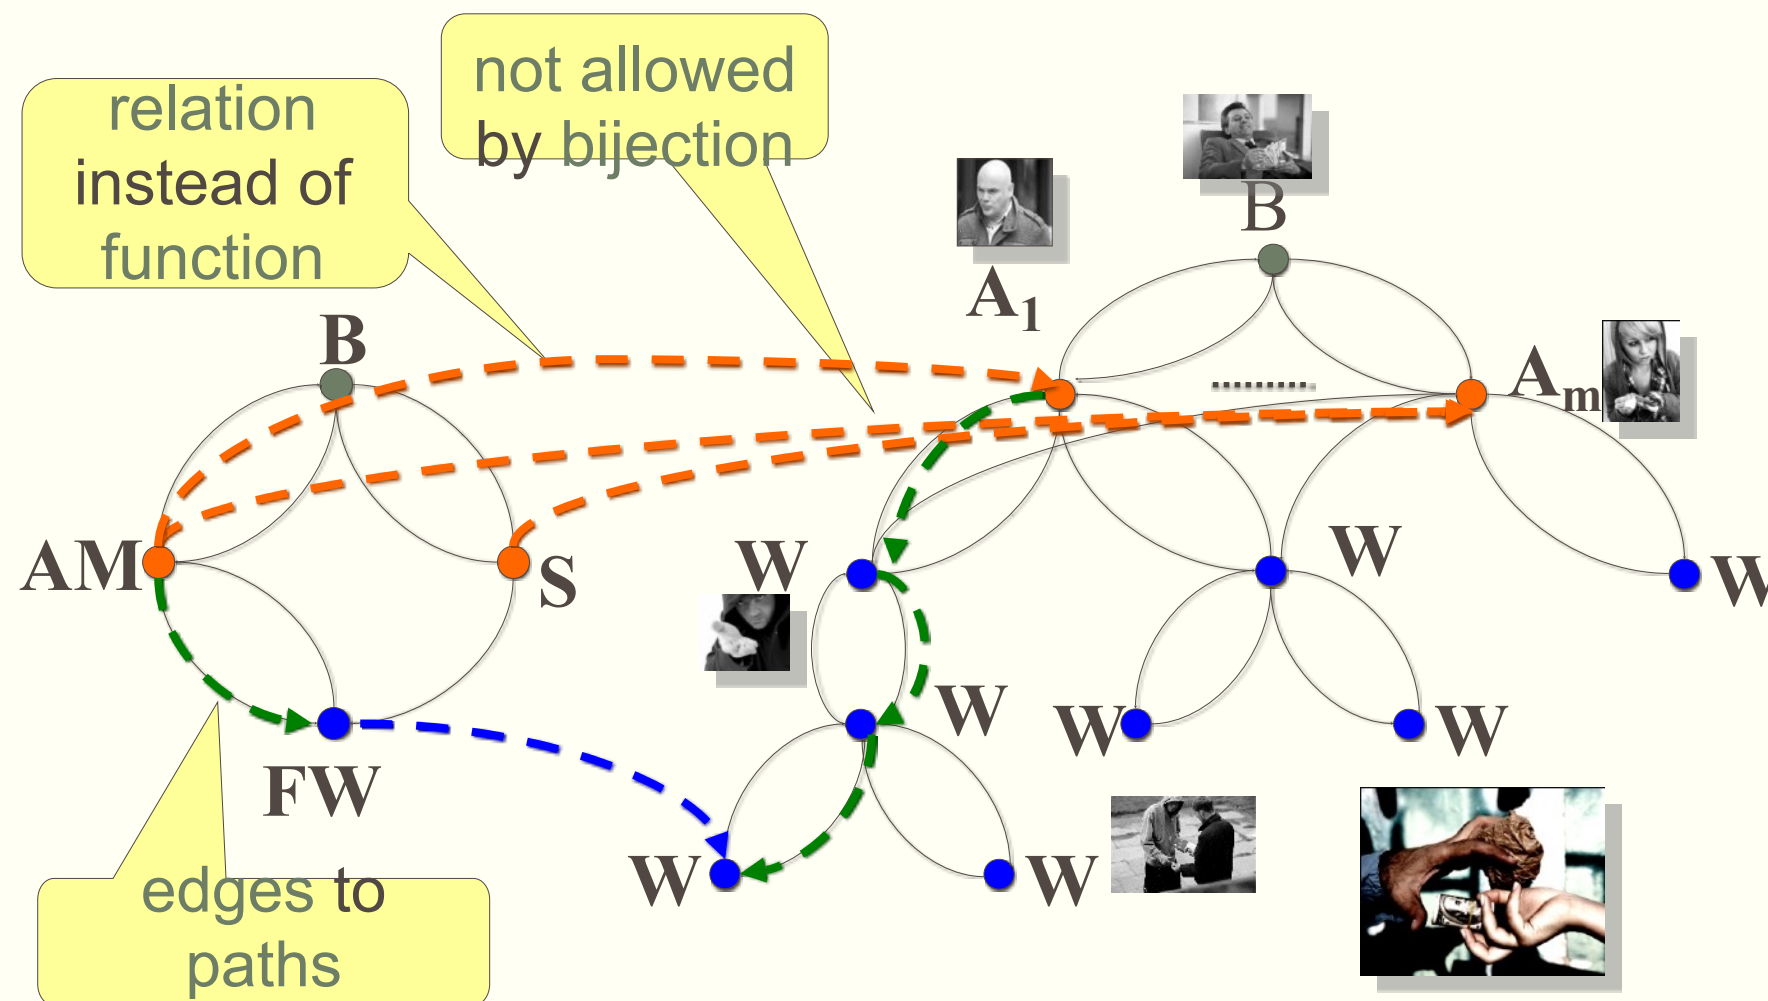 relation
instead of
function
not allowed
by bijection
B
AM
S
FW
edges to
paths
B
A1
Am
W
W
W
W
W
W
W
W